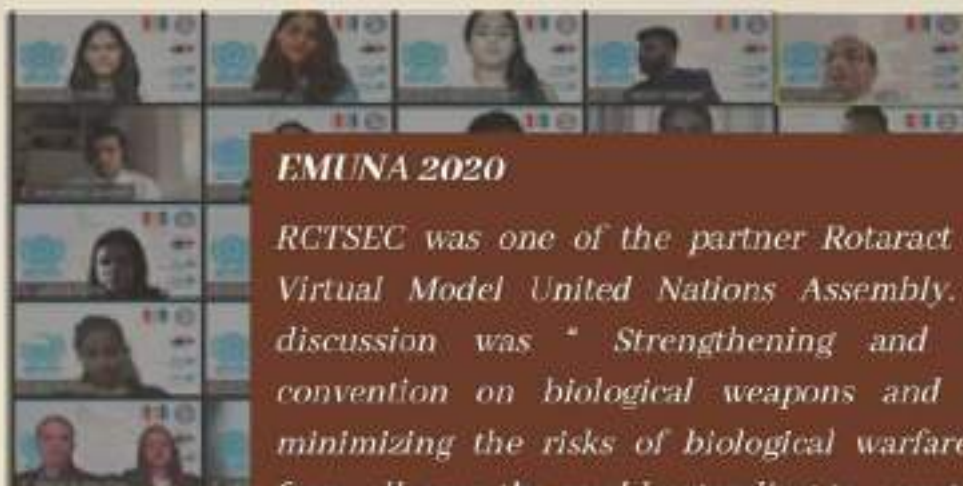 EMUNA 2020
RCTSEC was one of the partner Rotaract
Virtual Model United Nations Assembly.
discussion was “ Strengthening and
convention on biological weapons and
minimizing the risks of biological warfare